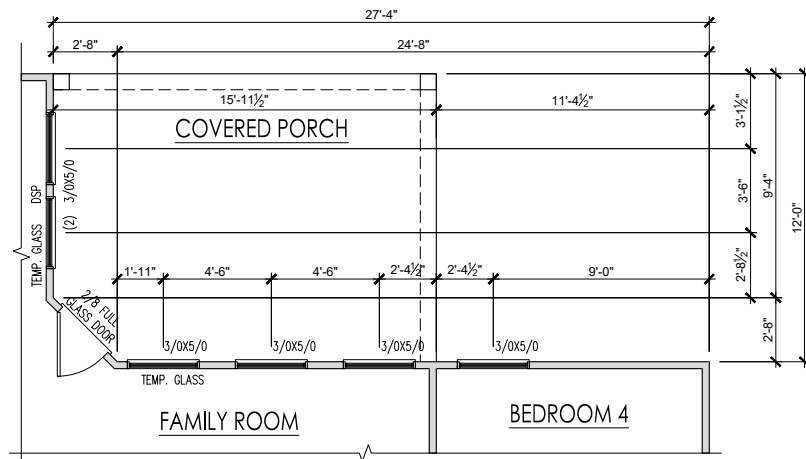 27'-4"
2'-8"
24'-8"
15'-11½"
11'-4½"
COVERED PORCH
3'-1½"
9'-4"
12'-0"
3'-6"
2'-8½"
2'-8"
TEMP. GLASS DSP
(2) 3/0X5/0
1'-11"
4'-6"
4'-6"
2'-4½"
2'-4½"
9'-0"
2/8 FULL
GLASS DOOR
3/0X5/0
3/0X5/0
3/0X5/0
3/0X5/0
TEMP. GLASS
FAMILY ROOM
BEDROOM 4